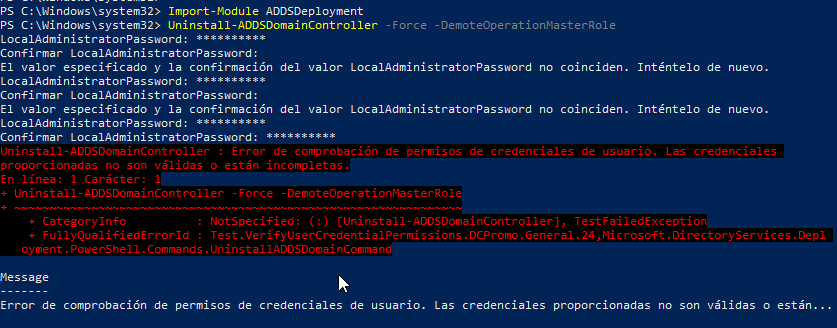 PS C:\Windows\system32> Import-Module ADDSDeployment
PS C:\Windows\system32> Uninstall-ADDSDomainController -Force -DemoteOperationMasterRole
LocalAdministratorPassword: **********
Confirmar LocalAdministratorPassword:
El valor especificado y la confirmación del valor LocalAdministratorPassword no coinciden. Inténtelo de nuevo.
LocalAdministratorPassword: **********
Confirmar LocalAdministratorPassword:
El valor especificado y la confirmación del valor LocalAdministratorPassword no coinciden. Inténtelo de nuevo.
LocalAdministratorPassword: **********
Confirmar LocalAdministratorPassword: **********
Uninstall-ADDSDomainController : Error de comprobación de permisos de credenciales de usuario. Las credenciales
proporcionadas no son válidas o están incompletas.
En línea: 1 Carácter: 1
+ Uninstall-ADDSDomainController -Force -DemoteOperationMasterRole
+ ~~~~~~~~~~~~~~~~~~~~~~~~~~~~~~~~~~~~~~~~~~~~~~~~~~~~~~~~~~~~~~~~
    + CategoryInfo          : NotSpecified: (:) [Uninstall-ADDSDomainController], TestFailedException
    + FullyQualifiedErrorId : Test.VerifyUserCredentialPermissions.DCPromo.General.24,Microsoft.DirectoryServices.Depl
   oyment.PowerShell.Commands.UninstallADDSDomainCommand
Message
-------
Error de comprobación de permisos de credenciales de usuario. Las credenciales proporcionadas no son válidas o están...